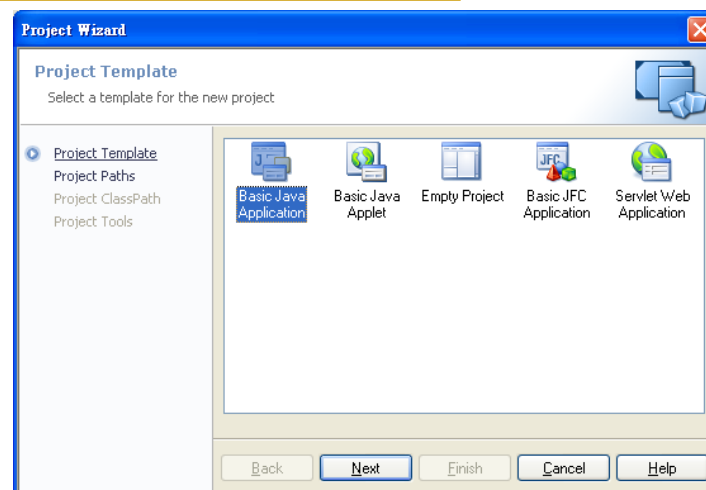 Project Wizard
Project Template
Select a template for the new project
Project Template
Project Paths
Project ClassPath
Project Tools
Basic Java
Application
Basic Java
Applet
Empty Project
Basic JFC
Application
Servlet Web
Application
J
JFC
Back
Next
Finish
Cancel
Help